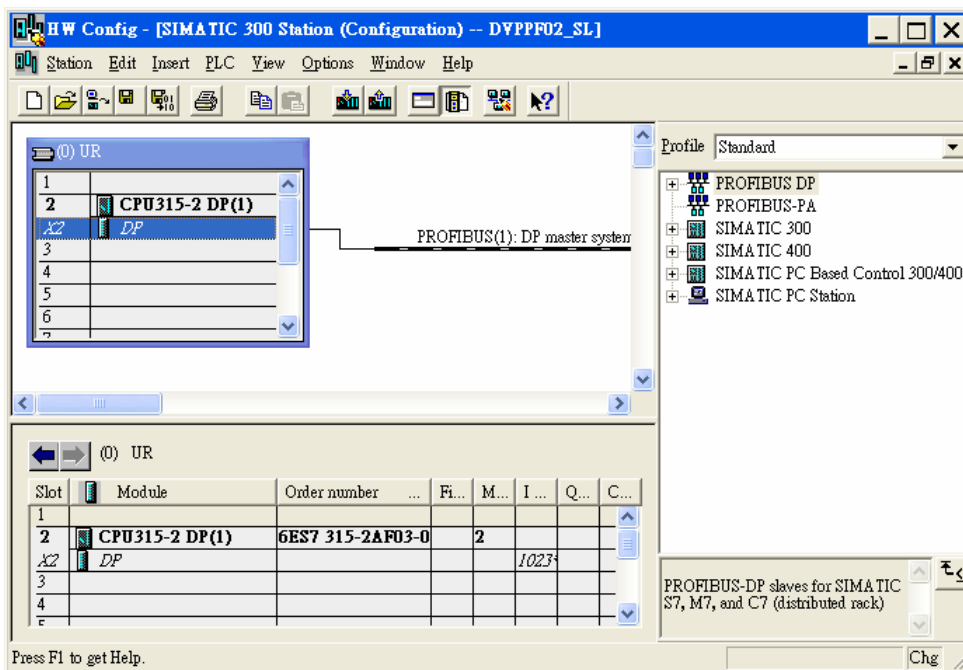 HW Config - [SIMATIC 300 Station (Configuration) -- DVPPF02_SL]
Station Edit Insert PLC View Options Window Help
(0) UR
1
2 CPU315-2 DP(1)
X2 DP
3
4
5
6
PROFIBUS(1): DP master system
Profile Standard
PROFIBUS DP
PROFIBUS-PA
SIMATIC 300
SIMATIC 400
SIMATIC PC Based Control 300/400
SIMATIC PC Station
(0) UR
Slot Module Order number ... Fi... M... I ... Q... C...
1
2 CPU315-2 DP(1) 6ES7 315-2AF03-0 2
X2 DP 1023*
3
4
PROFIBUS-DP slaves for SIMATIC
S7, M7, and C7 (distributed rack)
Press F1 to get Help.
Chg